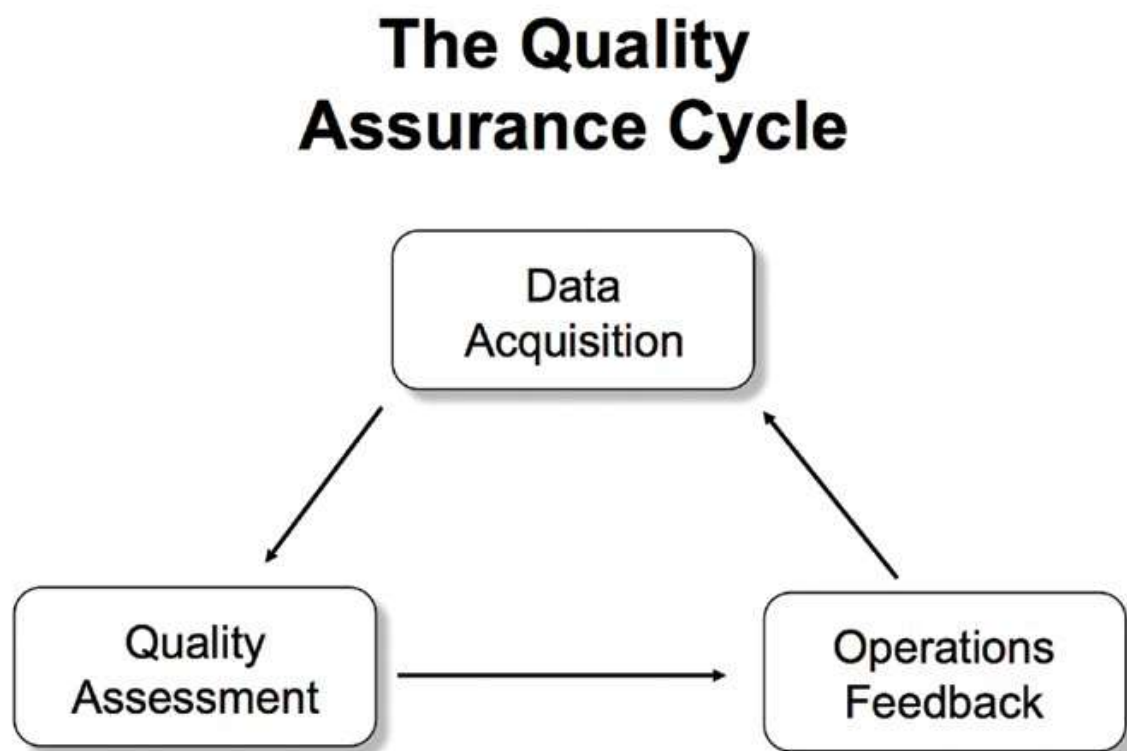 The Quality
Assurance Cycle
Data
Acquisition
Quality
Assessment
Operations
Feedback